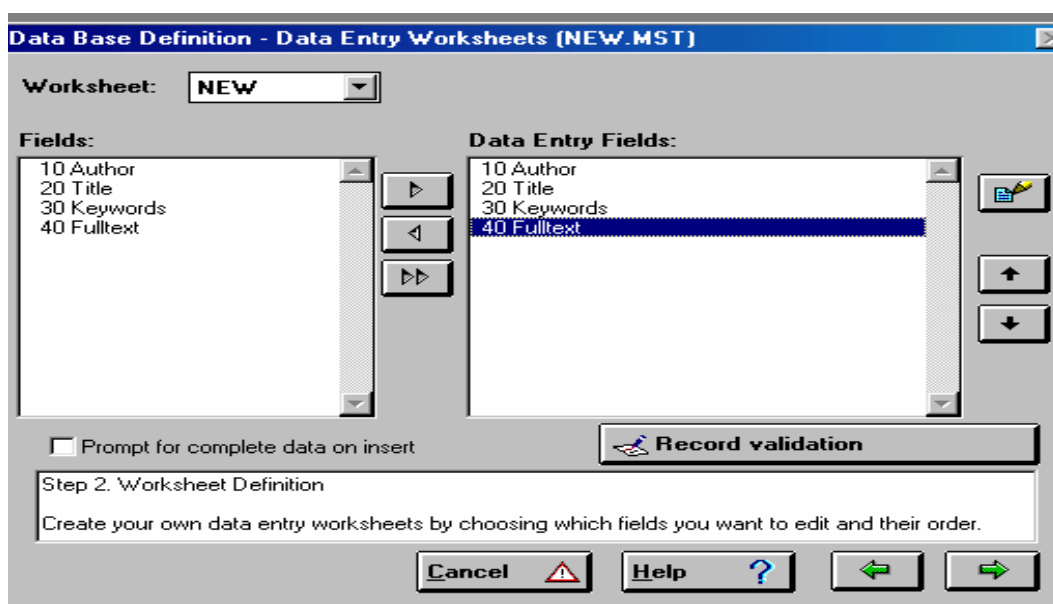 Data Base Definition - Data Entry Worksheets (NEW.MST)
Worksheet: NEW
Fields:
10 Author
20 Title
30 Keywords
40 Fulltext
Data Entry Fields:
10 Author
20 Title
30 Keywords
40 Fulltext
Prompt for complete data on insert
Record validation
Step 2. Worksheet Definition
Create your own data entry worksheets by choosing which fields you want to edit and their order.
Cancel Help ?